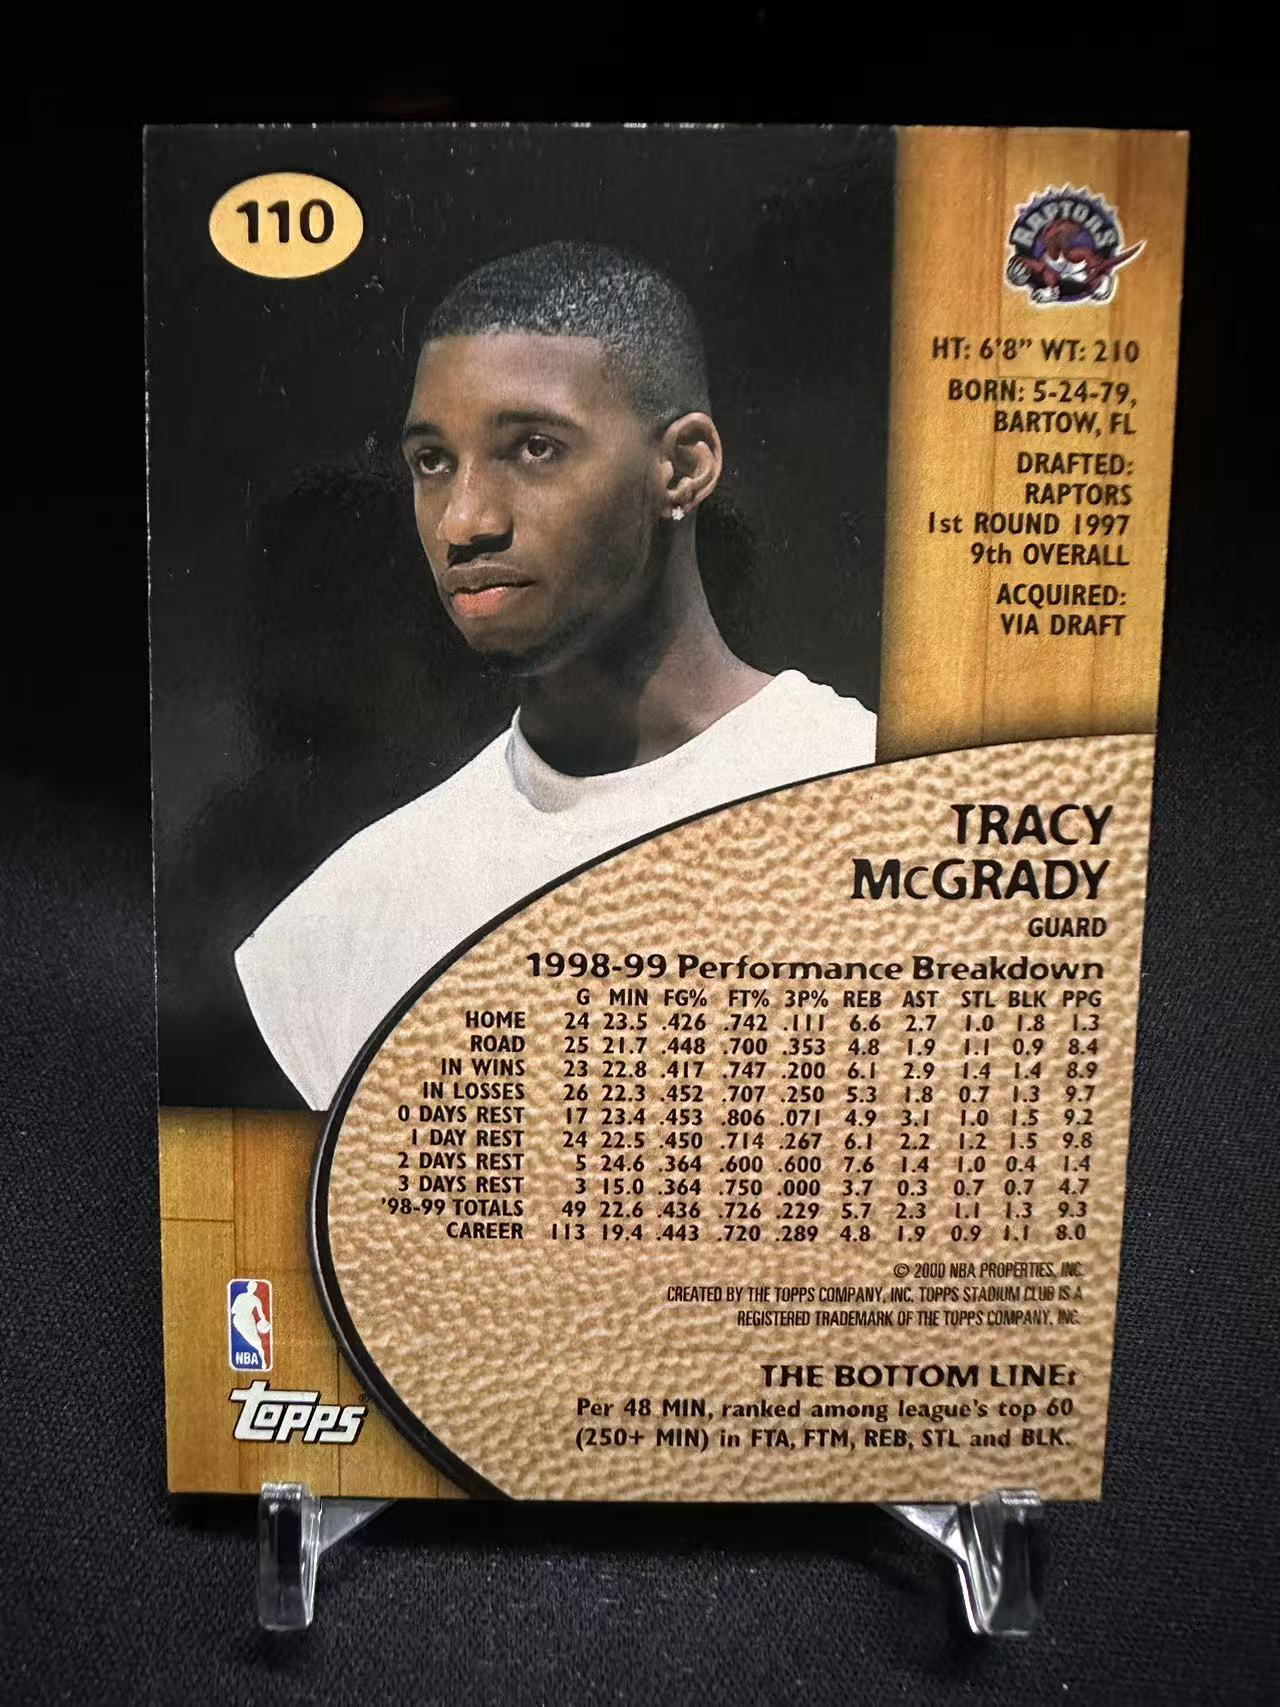 110
RAPTORS
HT: 6'8" WT: 210
BORN: 5-24-79,
BARTOW, FL
DRAFTED:
RAPTORS
1st ROUND 1997
9th OVERALL
ACQUIRED:
VIA DRAFT
TRACY
McGRADY
GUARD
1998-99 Performance Breakdown
G MIN FG% FT% 3P% REB AST STL BLK PPG
HOME 24 23.5 .426 .742 .111 6.6 2.7 1.0 1.8 1.3
ROAD 25 21.7 .448 .700 .353 4.8 1.9 1.1 0.9 8.4
IN WINS 23 22.8 .417 .747 .200 6.1 2.9 1.4 1.4 8.9
IN LOSSES 26 22.3 .452 .707 .250 5.3 1.8 0.7 1.3 9.7
0 DAYS REST 17 23.4 .453 .806 .071 4.9 3.1 1.0 1.5 9.2
1 DAY REST 24 22.5 .450 .714 .267 6.1 2.2 1.2 1.5 9.8
2 DAYS REST 5 24.6 .364 .600 .600 7.6 1.4 1.0 0.4 1.4
3 DAYS REST 3 15.0 .364 .750 .000 3.7 0.3 0.7 0.7 4.7
'98-99 TOTALS 49 22.6 .436 .726 .229 5.7 2.3 1.1 1.3 9.3
CAREER 113 19.4 .443 .720 .289 4.8 1.9 0.9 1.1 8.0
© 2000 NBA PROPERTIES, INC.
CREATED BY THE TOPPS COMPANY, INC. TOPPS STADIUM CLUB IS A
REGISTERED TRADEMARK OF THE TOPPS COMPANY, INC.
NBA
Topps
THE BOTTOM LINE:
Per 48 MIN, ranked among league's top 60
(250+ MIN) in FTA, FTM, REB, STL and BLK.